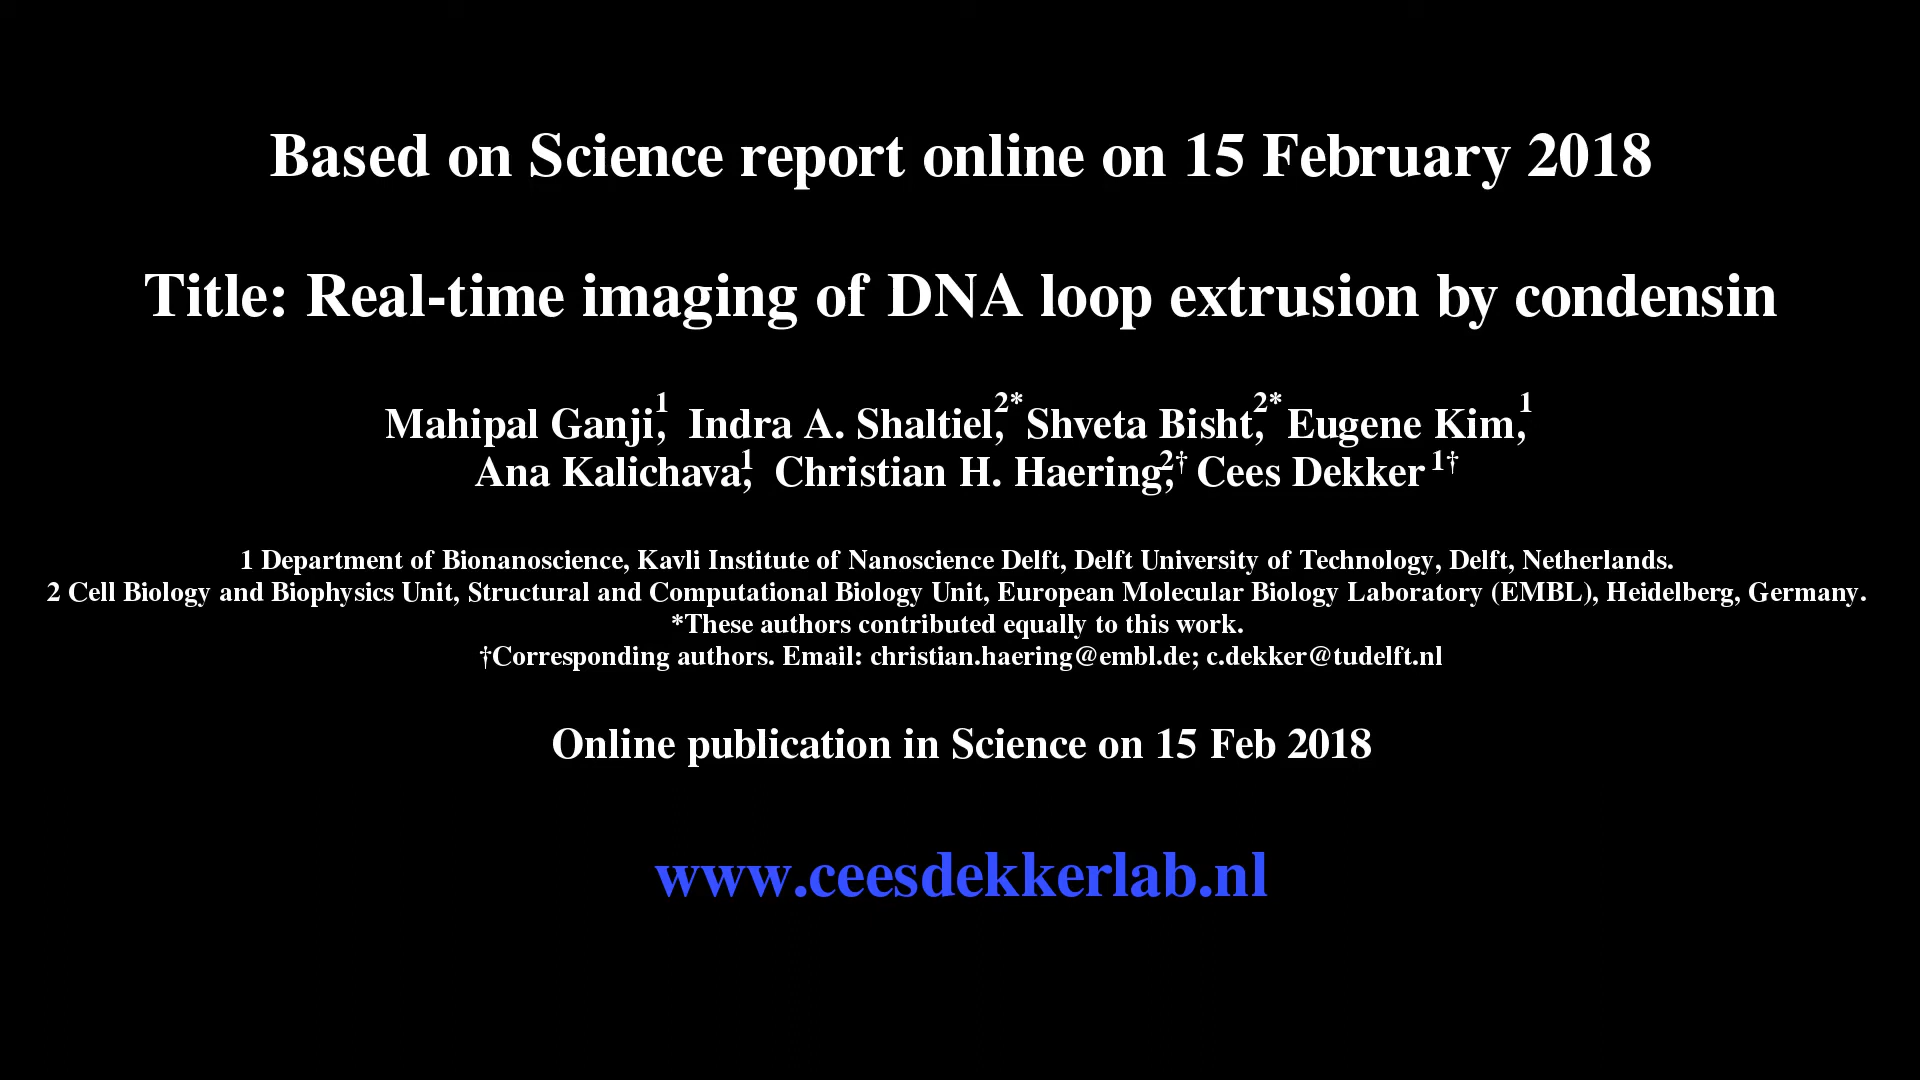 Based on Science report online on 15 February 2018
Title: Real-time imaging of DNA loop extrusion by condensin
Mahipal Ganji,1 Indra A. Shaltiel,2* Shveta Bisht,2* Eugene Kim,1
Ana Kalichava,1 Christian H. Haering,2† Cees Dekker1†
1 Department of Bionanoscience, Kavli Institute of Nanoscience Delft, Delft University of Technology, Delft, Netherlands.
2 Cell Biology and Biophysics Unit, Structural and Computational Biology Unit, European Molecular Biology Laboratory (EMBL), Heidelberg, Germany.
*These authors contributed equally to this work.
†Corresponding authors. Email: christian.haering@embl.de; c.dekker@tudelft.nl
Online publication in Science on 15 Feb 2018
www.ceesdekkerlab.nl